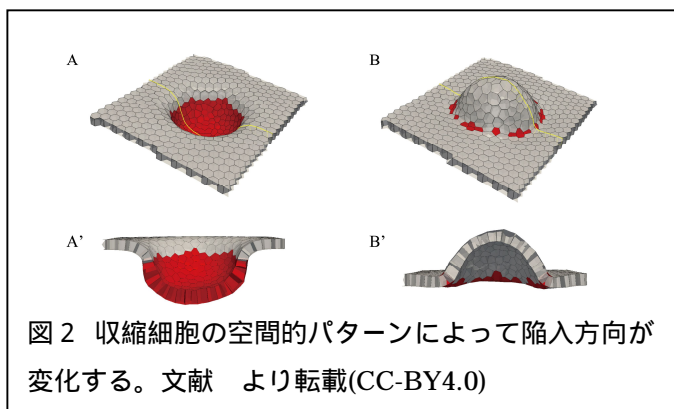 A
B
A’
B’
図 2 収縮細胞の空間的パターンによって陥入方向が
変化する。文献 より転載(CC-BY4.0)